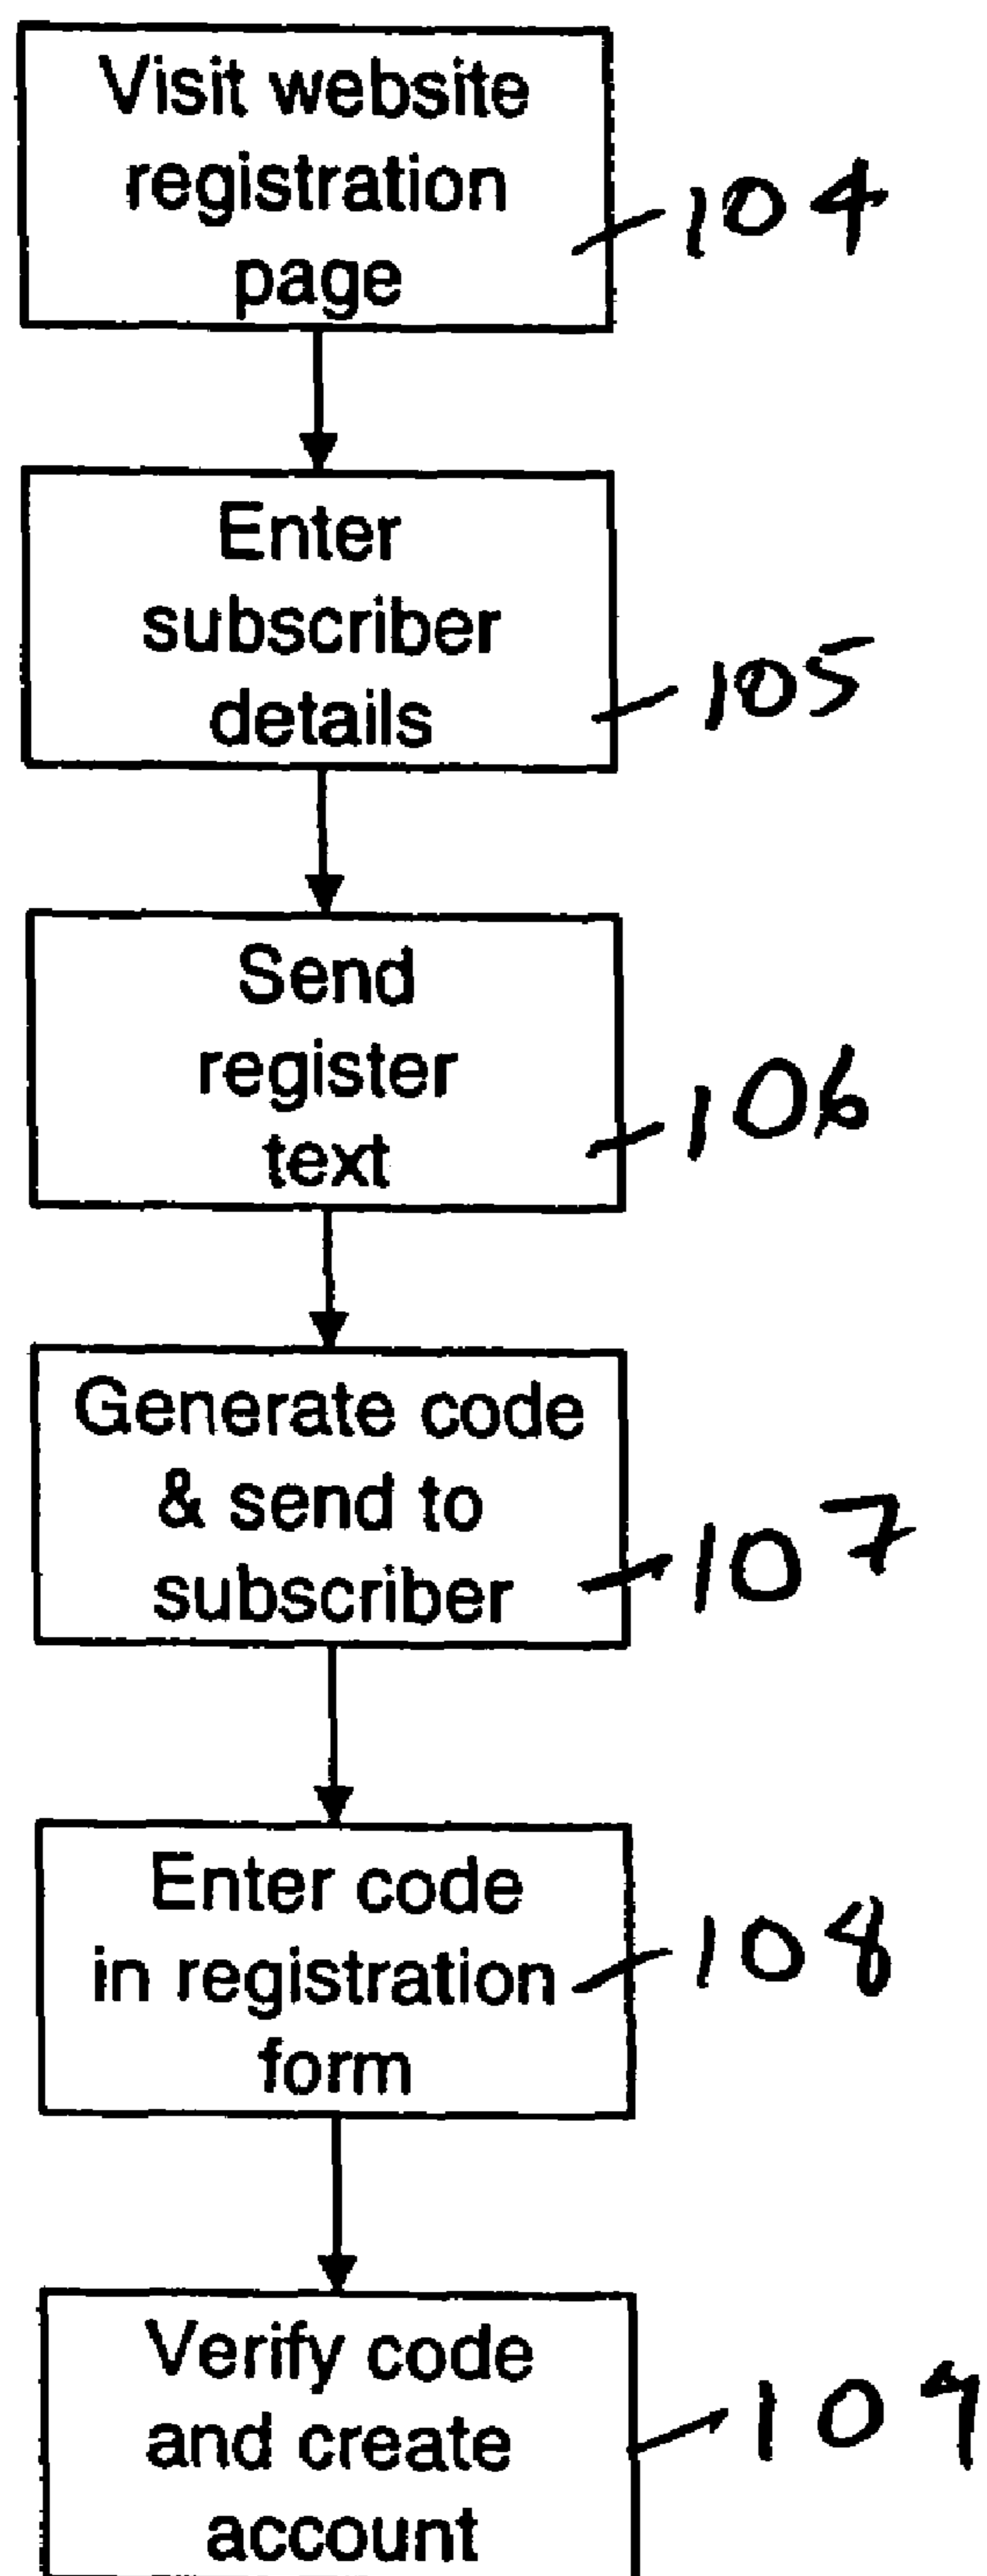 Visit website
registration
page
104
Enter
subscriber
details
105
Send
register
text
106
Generate code
& send to
subscriber
107
Enter code
in registration
form
108
Verify code
and create
account
109